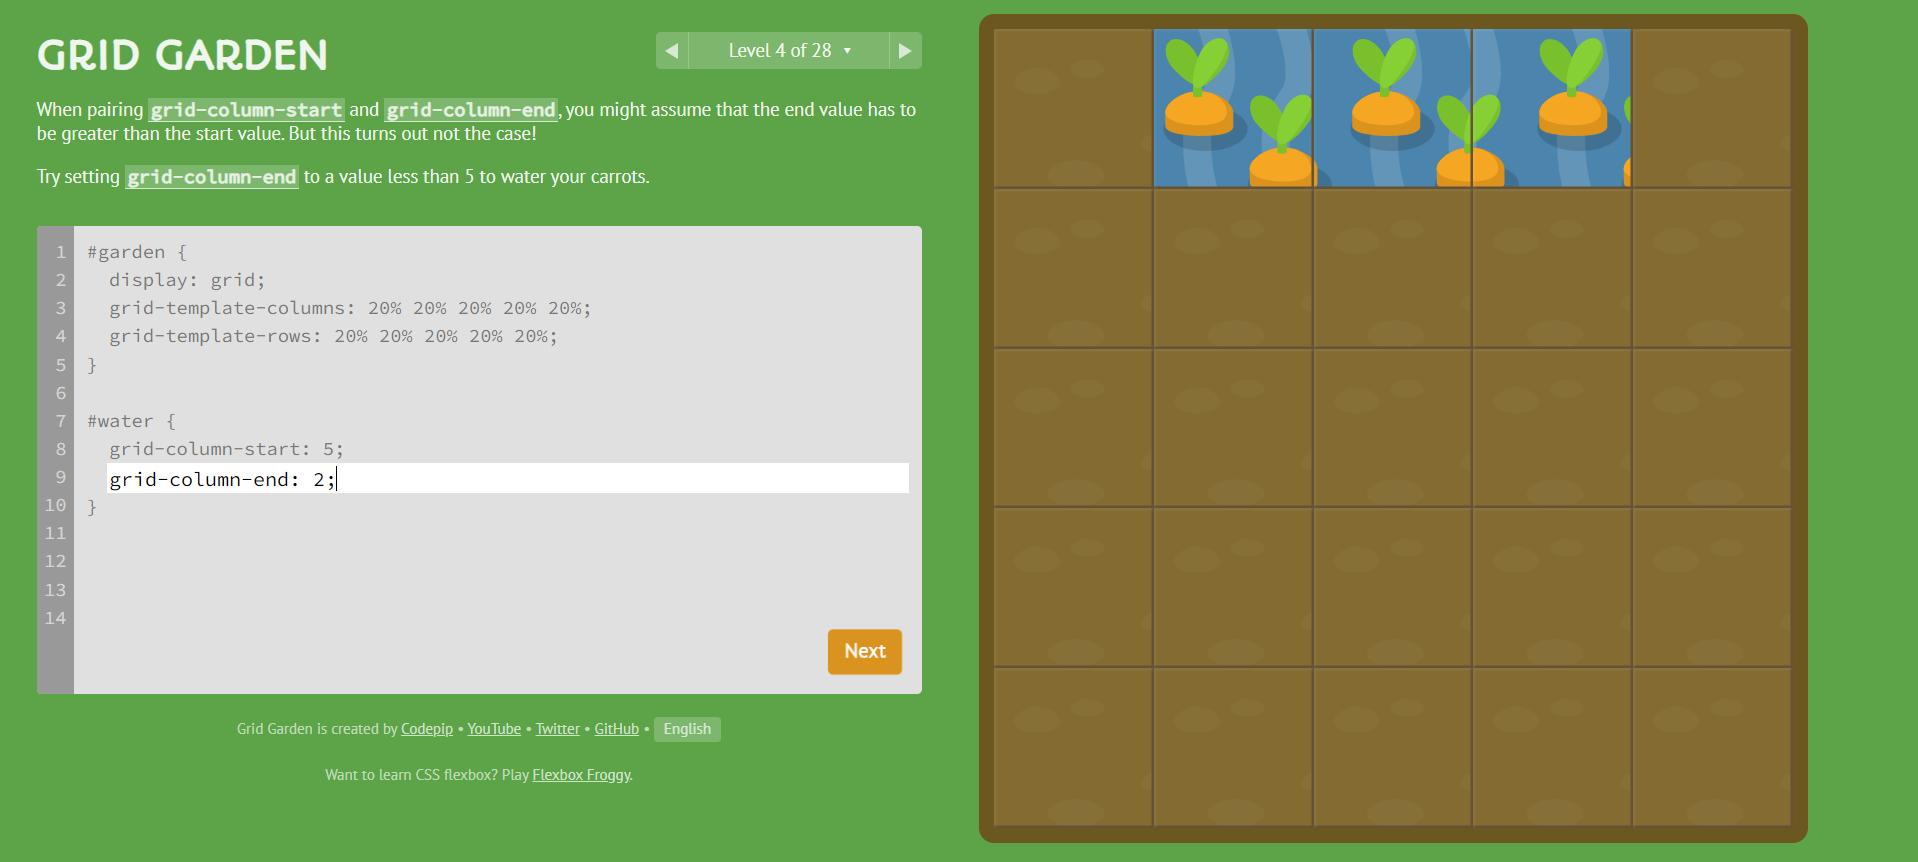 GRID GARDEN
◀ Level 4 of 28 ▼ ▶
When pairing grid-column-start and grid-column-end, you might assume that the end value has to
be greater than the start value. But this turns out not the case!
Try setting grid-column-end to a value less than 5 to water your carrots.
1 #garden {
2 display: grid;
3 grid-template-columns: 20% 20% 20% 20% 20%;
4 grid-template-rows: 20% 20% 20% 20% 20%;
5 }
6
7 #water {
8 grid-column-start: 5;
9 grid-column-end: 2;
10 }
11
12
13
14
Next
Grid Garden is created by Codepip • YouTube • Twitter • GitHub • English
Want to learn CSS flexbox? Play Flexbox Froggy.